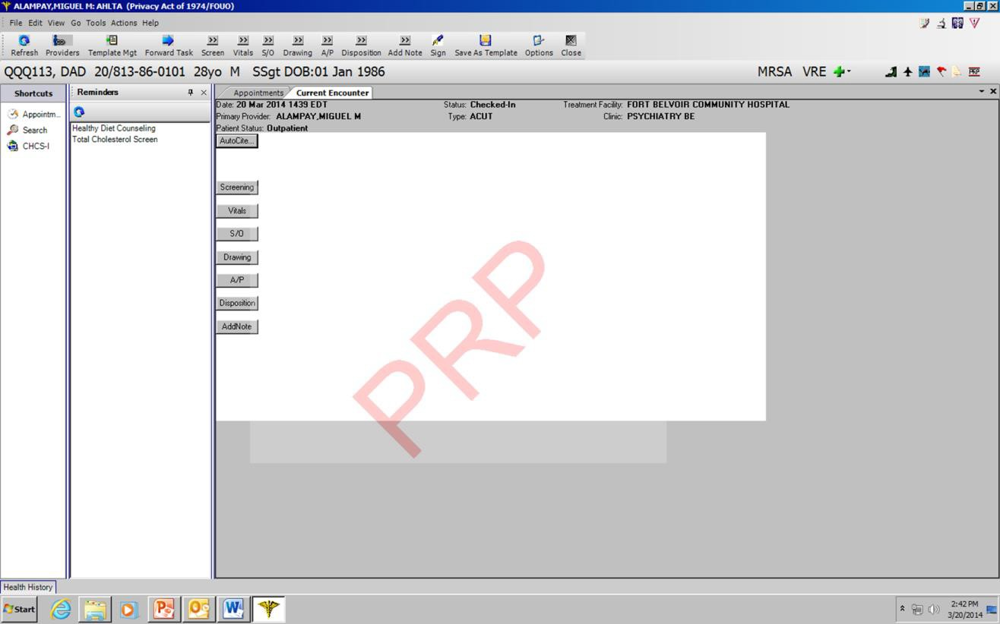 ALAMPAY,MIGUEL M: AHLTA (Privacy Act of 1974/FOUO)
File Edit View Go Tools Actions Help
Refresh Providers Template Mgt Forward Task Screen Vitals S/O Drawing A/P Disposition Add Note Sign Save As Template Options Close
QQQ113, DAD 20/813-86-0101 28yo M SSgt DOB:01 Jan 1986 MRSA VRE PRP
Shortcuts
Appointm...
Search
CHCS-I
Reminders
Healthy Diet Counseling
Total Cholesterol Screen
Appointments Current Encounter
Date: 20 Mar 2014 1439 EDT Status: Checked-In Treatment Facility: FORT BELVOIR COMMUNITY HOSPITAL
Primary Provider: ALAMPAY,MIGUEL M Type: ACUT Clinic: PSYCHIATRY BE
Patient Status: Outpatient
AutoCite...
Screening
Vitals
S/O
Drawing
A/P
Disposition
AddNote
PRP
Health History
Start 2:42 PM
3/20/2014